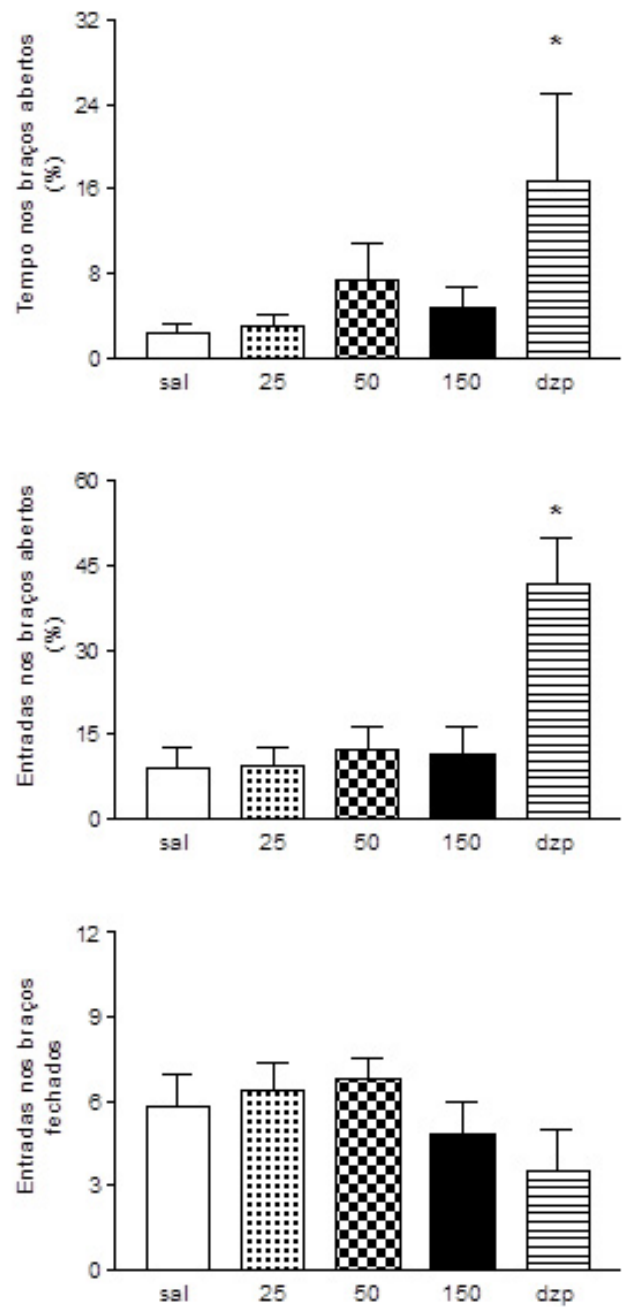 Tempo nos braços abertos
(%)
32
24
16
8
0
*
sal 25 50 150 dzp
Entradas nos braços abertos
(%)
60
45
30
15
0
*
sal 25 50 150 dzp
Entradas nos braços
fechados
12
9
6
3
0
sal 25 50 150 dzp